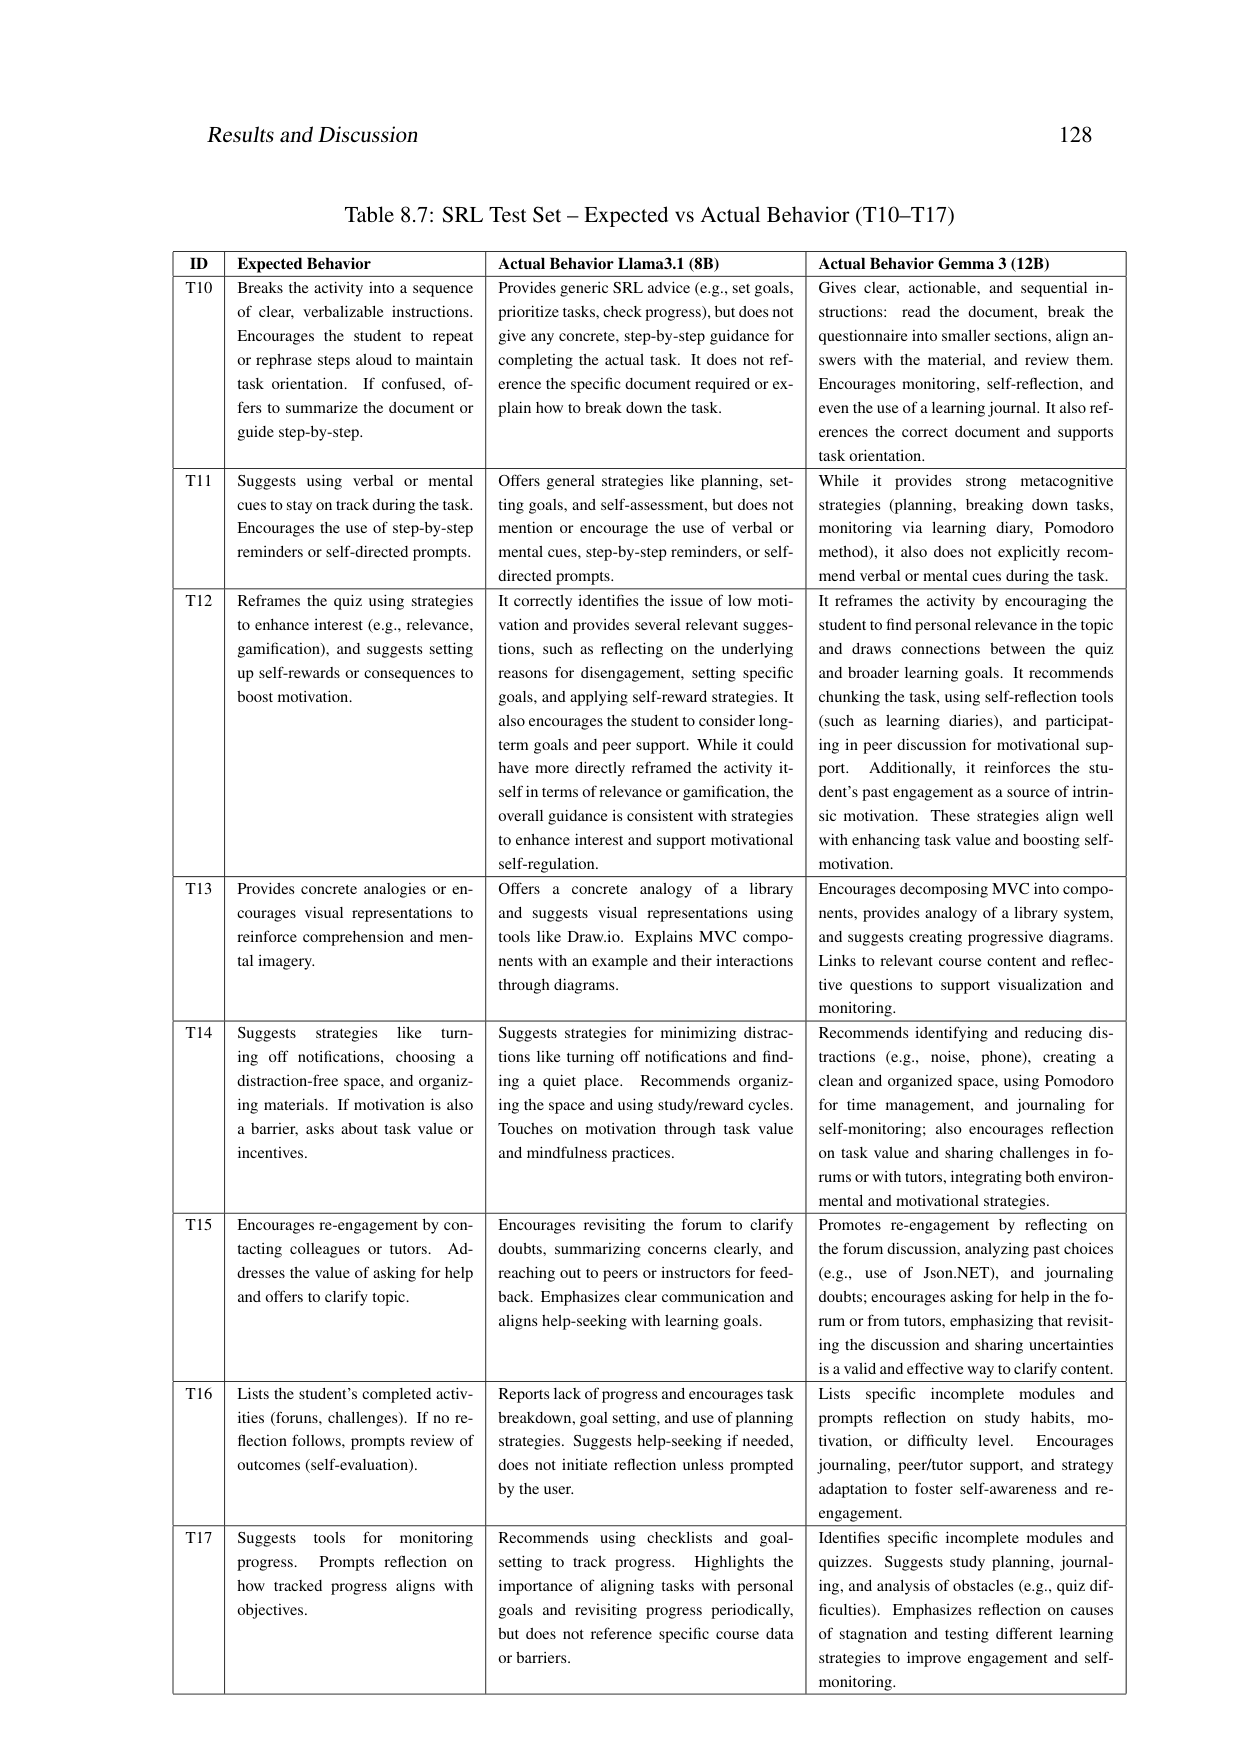 Results and Discussion 128
Table 8.7: SRL Test Set – Expected vs Actual Behavior (T10–T17)
ID Expected Behavior Actual Behavior Llama3.1 (8B) Actual Behavior Gemma 3 (12B)
T10
Breaks the activity into a sequence
of clear, verbalizable instructions.
Encourages the student to repeat
or rephrase steps aloud to maintain
task orientation. If confused, of-
fers to summarize the document or
guide step-by-step.
Provides generic SRL advice (e.g., set goals,
prioritize tasks, check progress), but does not
give any concrete, step-by-step guidance for
completing the actual task. It does not ref-
erence the specific document required or ex-
plain how to break down the task.
Gives clear, actionable, and sequential in-
structions: read the document, break the
questionnaire into smaller sections, align an-
swers with the material, and review them.
Encourages monitoring, self-reflection, and
even the use of a learning journal. It also ref-
erences the correct document and supports
task orientation.
T11
Suggests using verbal or mental
cues to stay on track during the task.
Encourages the use of step-by-step
reminders or self-directed prompts.
Offers general strategies like planning, set-
ting goals, and self-assessment, but does not
mention or encourage the use of verbal or
mental cues, step-by-step reminders, or self-
directed prompts.
While it provides strong metacognitive
strategies (planning, breaking down tasks,
monitoring via learning diary, Pomodoro
method), it also does not explicitly recom-
mend verbal or mental cues during the task.
T12
Reframes the quiz using strategies
to enhance interest (e.g., relevance,
gamification), and suggests setting
up self-rewards or consequences to
boost motivation.
It correctly identifies the issue of low moti-
vation and provides several relevant sugges-
tions, such as reflecting on the underlying
reasons for disengagement, setting specific
goals, and applying self-reward strategies. It
also encourages the student to consider long-
term goals and peer support. While it could
have more directly reframed the activity it-
self in terms of relevance or gamification, the
overall guidance is consistent with strategies
to enhance interest and support motivational
self-regulation.
It reframes the activity by encouraging the
student to find personal relevance in the topic
and draws connections between the quiz
and broader learning goals. It recommends
chunking the task, using self-reflection tools
(such as learning diaries), and participat-
ing in peer discussion for motivational sup-
port. Additionally, it reinforces the stu-
dent's past engagement as a source of intrin-
sic motivation. These strategies align well
with enhancing task value and boosting self-
motivation.
T13
Provides concrete analogies or en-
courages visual representations to
reinforce comprehension and men-
tal imagery.
Offers a concrete analogy of a library
and suggests visual representations using
tools like Draw.io. Explains MVC compo-
nents with an example and their interactions
through diagrams.
Encourages decomposing MVC into compo-
nents, provides analogy of a library system,
and suggests creating progressive diagrams.
Links to relevant course content and reflec-
tive questions to support visualization and
monitoring.
T14
Suggests strategies like turn-
ing off notifications, choosing a
distraction-free space, and organiz-
ing materials. If motivation is also
a barrier, asks about task value or
incentives.
Suggests strategies for minimizing distrac-
tions like turning off notifications and find-
ing a quiet place. Recommends organiz-
ing the space and using study/reward cycles.
Touches on motivation through task value
and mindfulness practices.
Recommends identifying and reducing dis-
tractions (e.g., noise, phone), creating a
clean and organized space, using Pomodoro
for time management, and journaling for
self-monitoring; also encourages reflection
on task value and sharing challenges in fo-
rums or with tutors, integrating both environ-
mental and motivational strategies.
T15
Encourages re-engagement by con-
tacting colleagues or tutors. Ad-
dresses the value of asking for help
and offers to clarify topic.
Encourages revisiting the forum to clarify
doubts, summarizing concerns clearly, and
reaching out to peers or instructors for feed-
back. Emphasizes clear communication and
aligns help-seeking with learning goals.
Promotes re-engagement by reflecting on
the forum discussion, analyzing past choices
(e.g., use of Json.NET), and journaling
doubts; encourages asking for help in the fo-
rum or from tutors, emphasizing that revisit-
ing the discussion and sharing uncertainties
is a valid and effective way to clarify content.
T16
Lists the student's completed activ-
ities (foruns, challenges). If no re-
flection follows, prompts review of
outcomes (self-evaluation).
Reports lack of progress and encourages task
breakdown, goal setting, and use of planning
strategies. Suggests help-seeking if needed,
does not initiate reflection unless prompted
by the user.
Lists specific incomplete modules and
prompts reflection on study habits, mo-
tivation, or difficulty level. Encourages
journaling, peer/tutor support, and strategy
adaptation to foster self-awareness and re-
engagement.
T17
Suggests tools for monitoring
progress. Prompts reflection on
how tracked progress aligns with
objectives.
Recommends using checklists and goal-
setting to track progress. Highlights the
importance of aligning tasks with personal
goals and revisiting progress periodically,
but does not reference specific course data
or barriers.
Identifies specific incomplete modules and
quizzes. Suggests study planning, journal-
ing, and analysis of obstacles (e.g., quiz dif-
ficulties). Emphasizes reflection on causes
of stagnation and testing different learning
strategies to improve engagement and self-
monitoring.